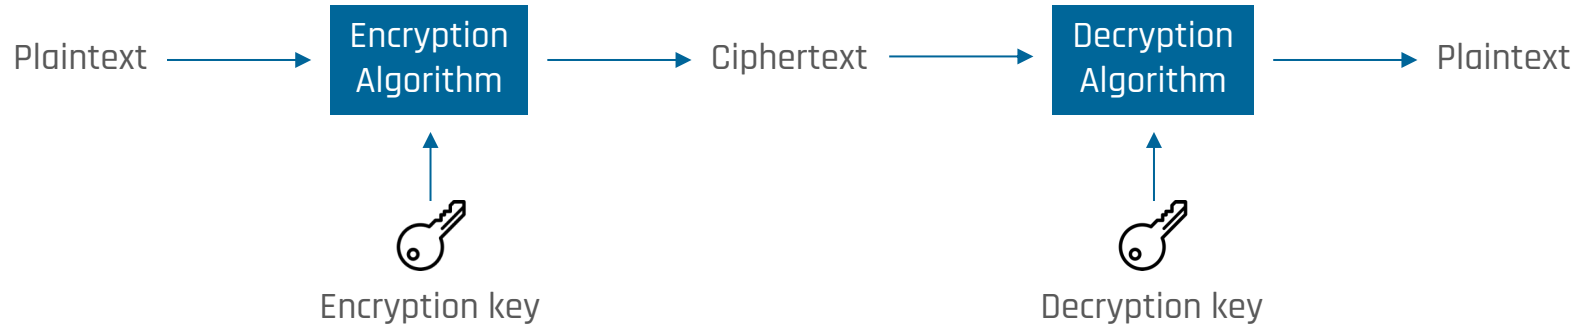 Plaintext
Encryption
Algorithm
Ciphertext
Decryption
Algorithm
Plaintext
Encryption key
Decryption key